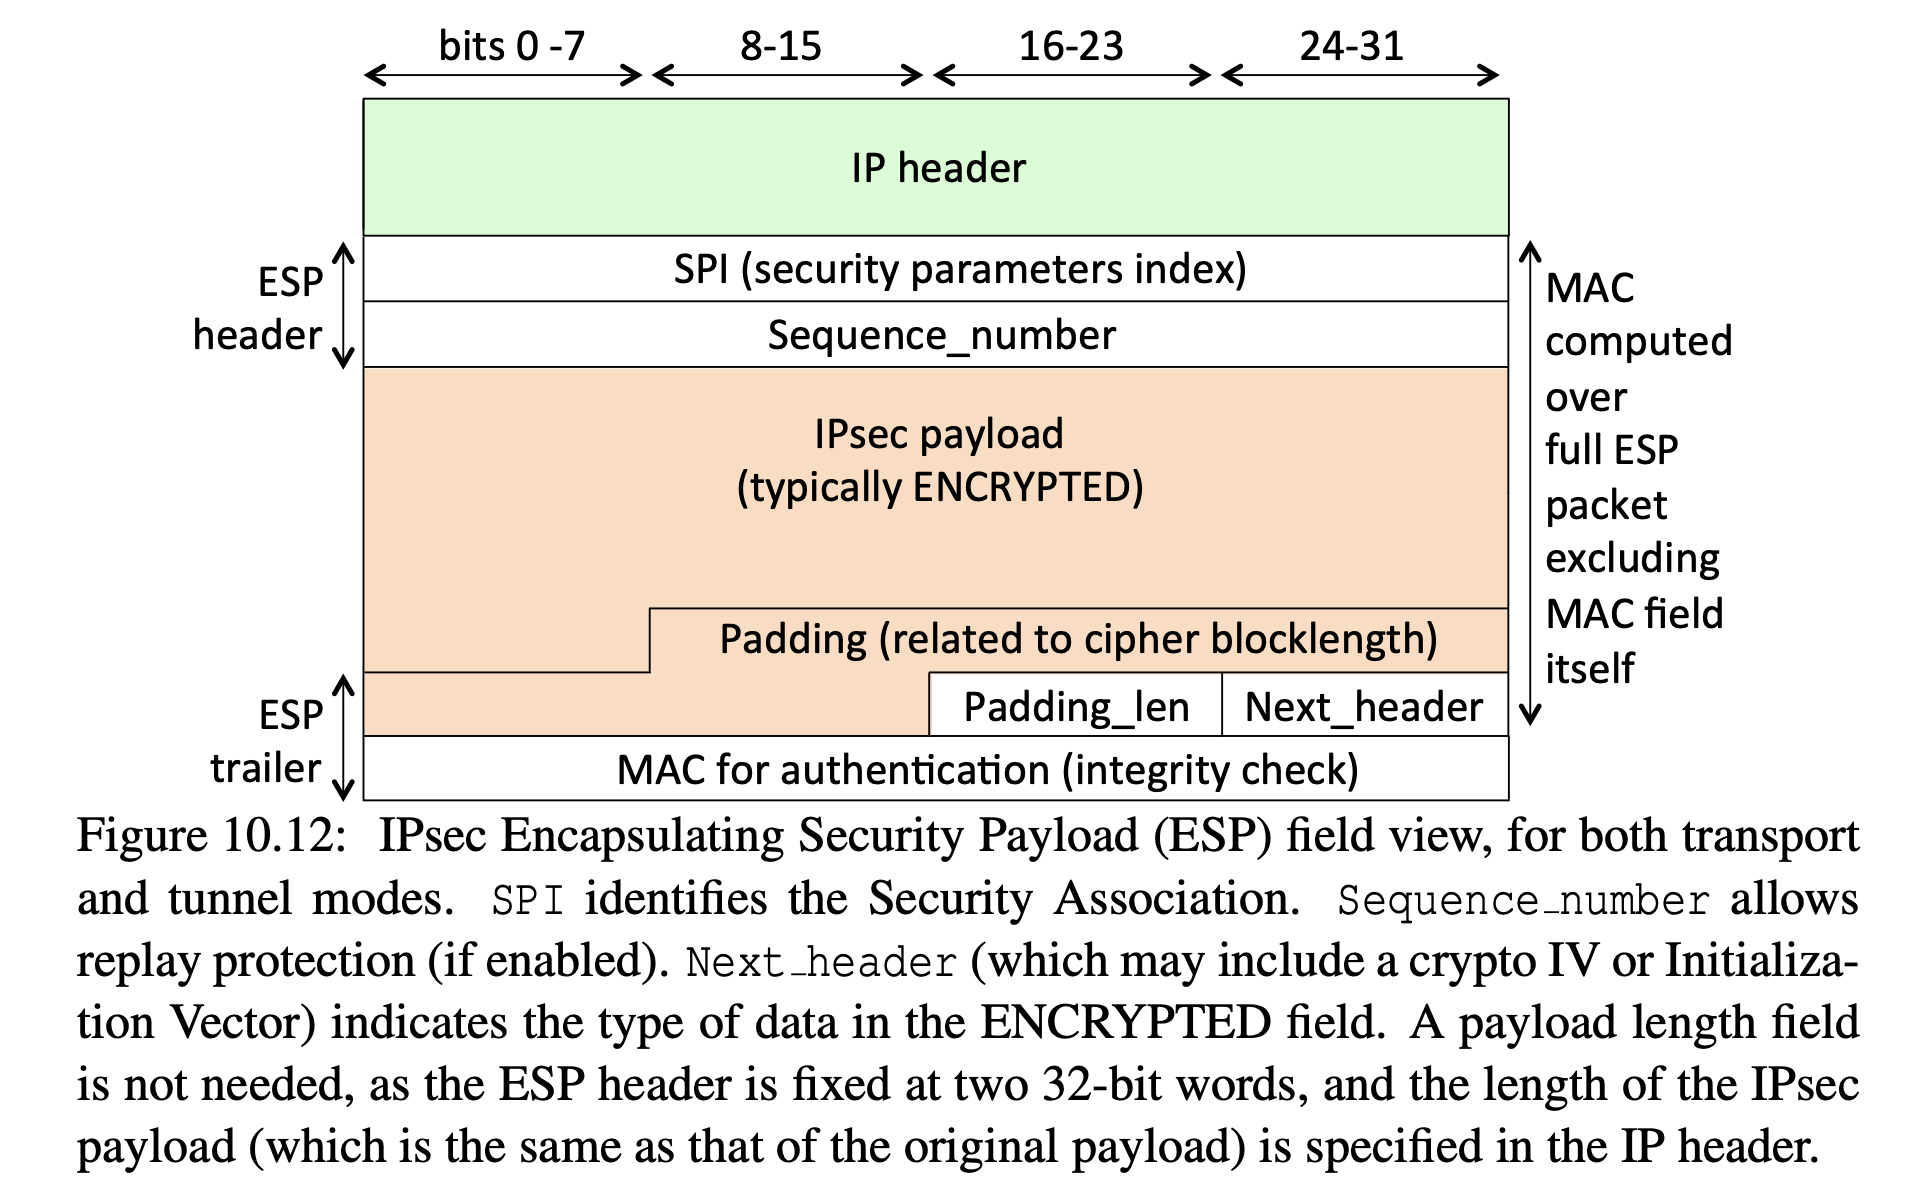 bits 0 -7 8-15 16-23 24-31
IP header
ESP
header
SPI (security parameters index)
Sequence_number
IPsec payload
(typically ENCRYPTED)
Padding (related to cipher blocklength)
ESP
trailer
Padding_len Next_header
MAC for authentication (integrity check)
MAC
computed
over
full ESP
packet
excluding
MAC field
itself
Figure 10.12: IPsec Encapsulating Security Payload (ESP) field view, for both transport
and tunnel modes. SPI identifies the Security Association. Sequence_number allows
replay protection (if enabled). Next_header (which may include a crypto IV or Initializa-
tion Vector) indicates the type of data in the ENCRYPTED field. A payload length field
is not needed, as the ESP header is fixed at two 32-bit words, and the length of the IPsec
payload (which is the same as that of the original payload) is specified in the IP header.